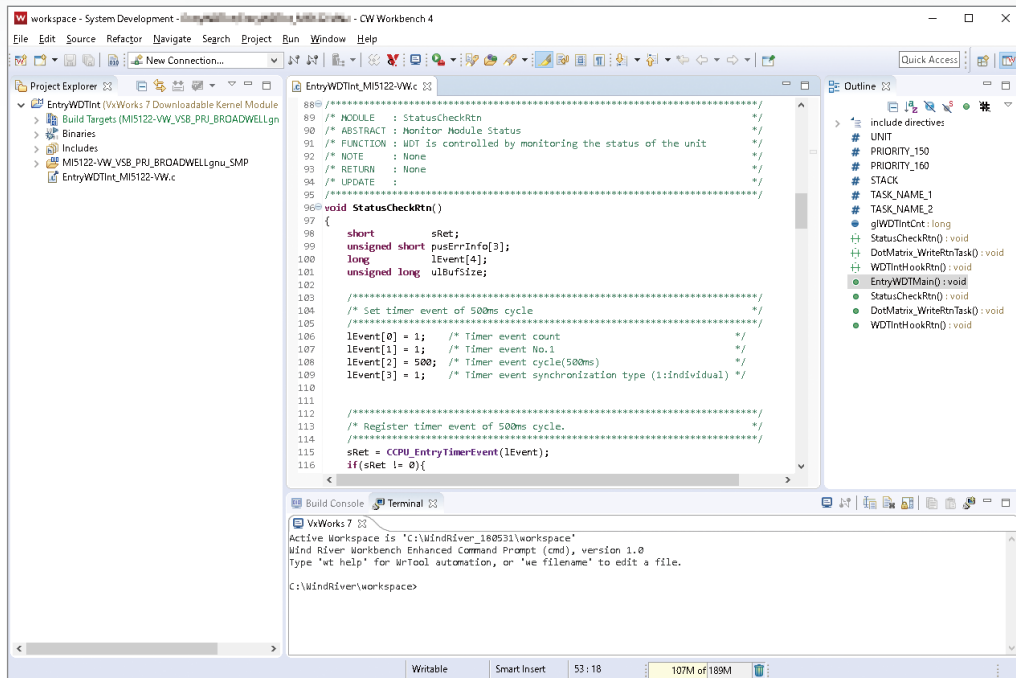 workspace - System Development - - CW Workbench 4
File Edit Source Refactor Navigate Search Project Run Window Help
New Connection...
Quick Access
Project Explorer
EntryWDTInt (VxWorks 7 Downloadable Kernel Module
Build Targets (MI5122-VW_VSB_PRJ_BROADWELLgn
Binaries
Includes
MI5122-VW_VSB_PRJ_BROADWELLgnu_SMP
EntryWDTInt_MI5122-VW.c
EntryWDTInt_MI5122-VW.c
88 /*****************************************************************/
89 /* MODULE : StatusCheckRtn */
90 /* ABSTRACT : Monitor Module Status */
91 /* FUNCTION : WDT is controlled by monitoring the status of the unit */
92 /* NOTE : None */
93 /* RETURN : None */
94 /* UPDATE : */
95 /*****************************************************************/
96 void StatusCheckRtn()
97 {
98 short sRet;
99 unsigned short pusErrInfo[3];
100 long lEvent[4];
101 unsigned long ulBufSize;
102
103 /*****************************************************************/
104 /* Set timer event of 500ms cycle */
105 /*****************************************************************/
106 lEvent[0] = 1; /* Timer event count */
107 lEvent[1] = 1; /* Timer event No.1 */
108 lEvent[2] = 500; /* Timer event cycle(500ms) */
109 lEvent[3] = 1; /* Timer event synchronization type (1:individual) */
110
111
112 /*****************************************************************/
113 /* Register timer event of 500ms cycle. */
114 /*****************************************************************/
115 sRet = CCPU_EntryTimerEvent(lEvent);
116 if(sRet != 0){
Outline
include directives
# UNIT
# PRIORITY_150
# PRIORITY_160
# STACK
# TASK_NAME_1
# TASK_NAME_2
glWDTIntCnt : long
StatusCheckRtn() : void
DotMatrix_WriteRtnTask() : void
WDTIntHookRtn() : void
EntryWDTMain() : void
StatusCheckRtn() : void
DotMatrix_WriteRtnTask() : void
WDTIntHookRtn() : void
Build Console Terminal
VxWorks 7
Active Workspace is 'C:\WindRiver_180531\workspace'
Wind River Workbench Enhanced Command Prompt (cmd), version 1.0
Type 'wt help' for WrTool automation, or 'we filename' to edit a file.
C:\WindRiver\workspace>
Writable Smart Insert 53 : 18 107M of 189M